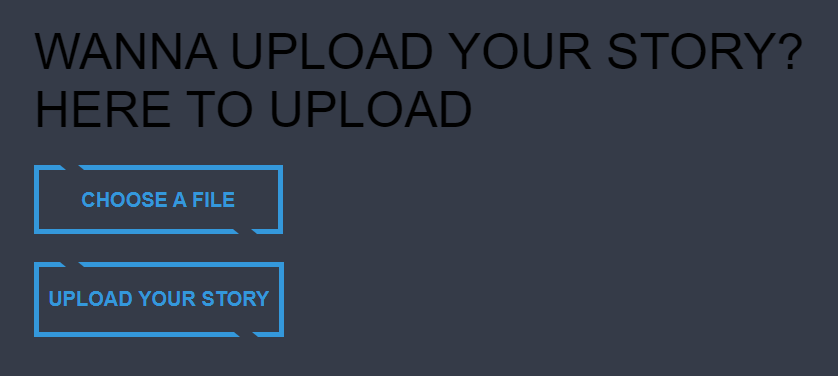 WANNA UPLOAD YOUR STORY?
HERE TO UPLOAD
CHOOSE A FILE
UPLOAD YOUR STORY